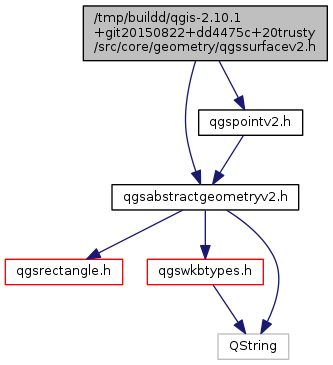 /tmp/buildd/qgis-2.10.1
+git20150822+dd4475c+20trusty
/src/core/geometry/qgssurfacev2.h
qgspointv2.h
qgsabstractgeometryv2.h
qgsrectangle.h
qgswkbtypes.h
QString